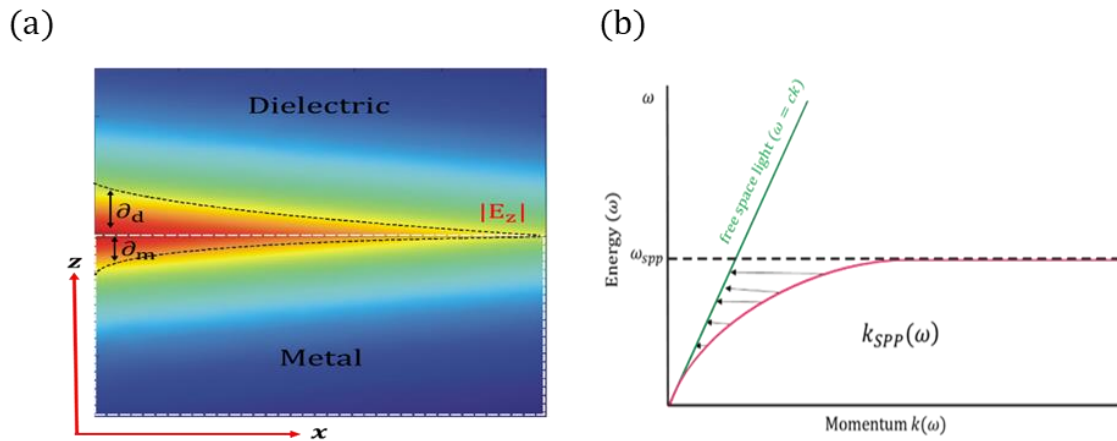 (a)
(b)
Dielectric
∂d
|Ez|
∂m
Metal
z
x
ω
free space light (ω = ck)
ωspp
Energy (ω)
kSPP(ω)
Momentum k(ω)